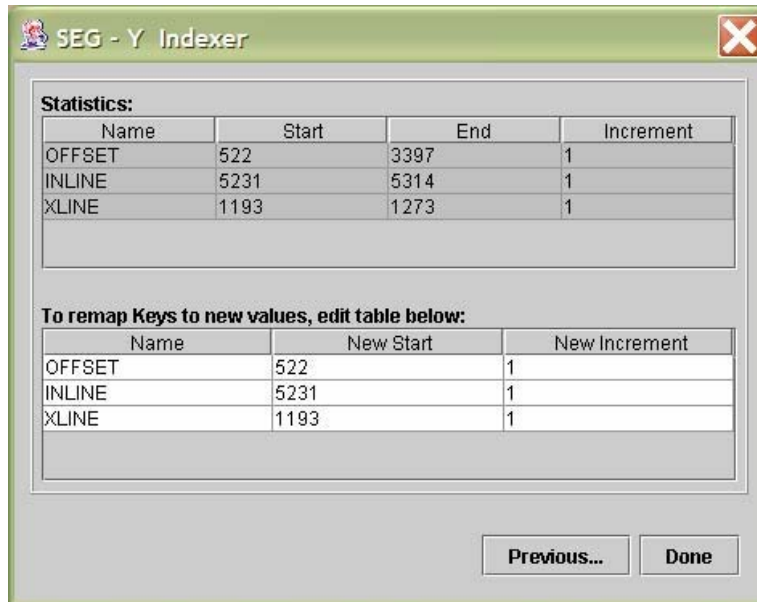 SEG - Y Indexer
Statistics:
Name Start End Increment
OFFSET 522 3397 1
INLINE 5231 5314 1
XLINE 1193 1273 1
To remap Keys to new values, edit table below:
Name New Start New Increment
OFFSET 522 1
INLINE 5231 1
XLINE 1193 1
Previous... Done